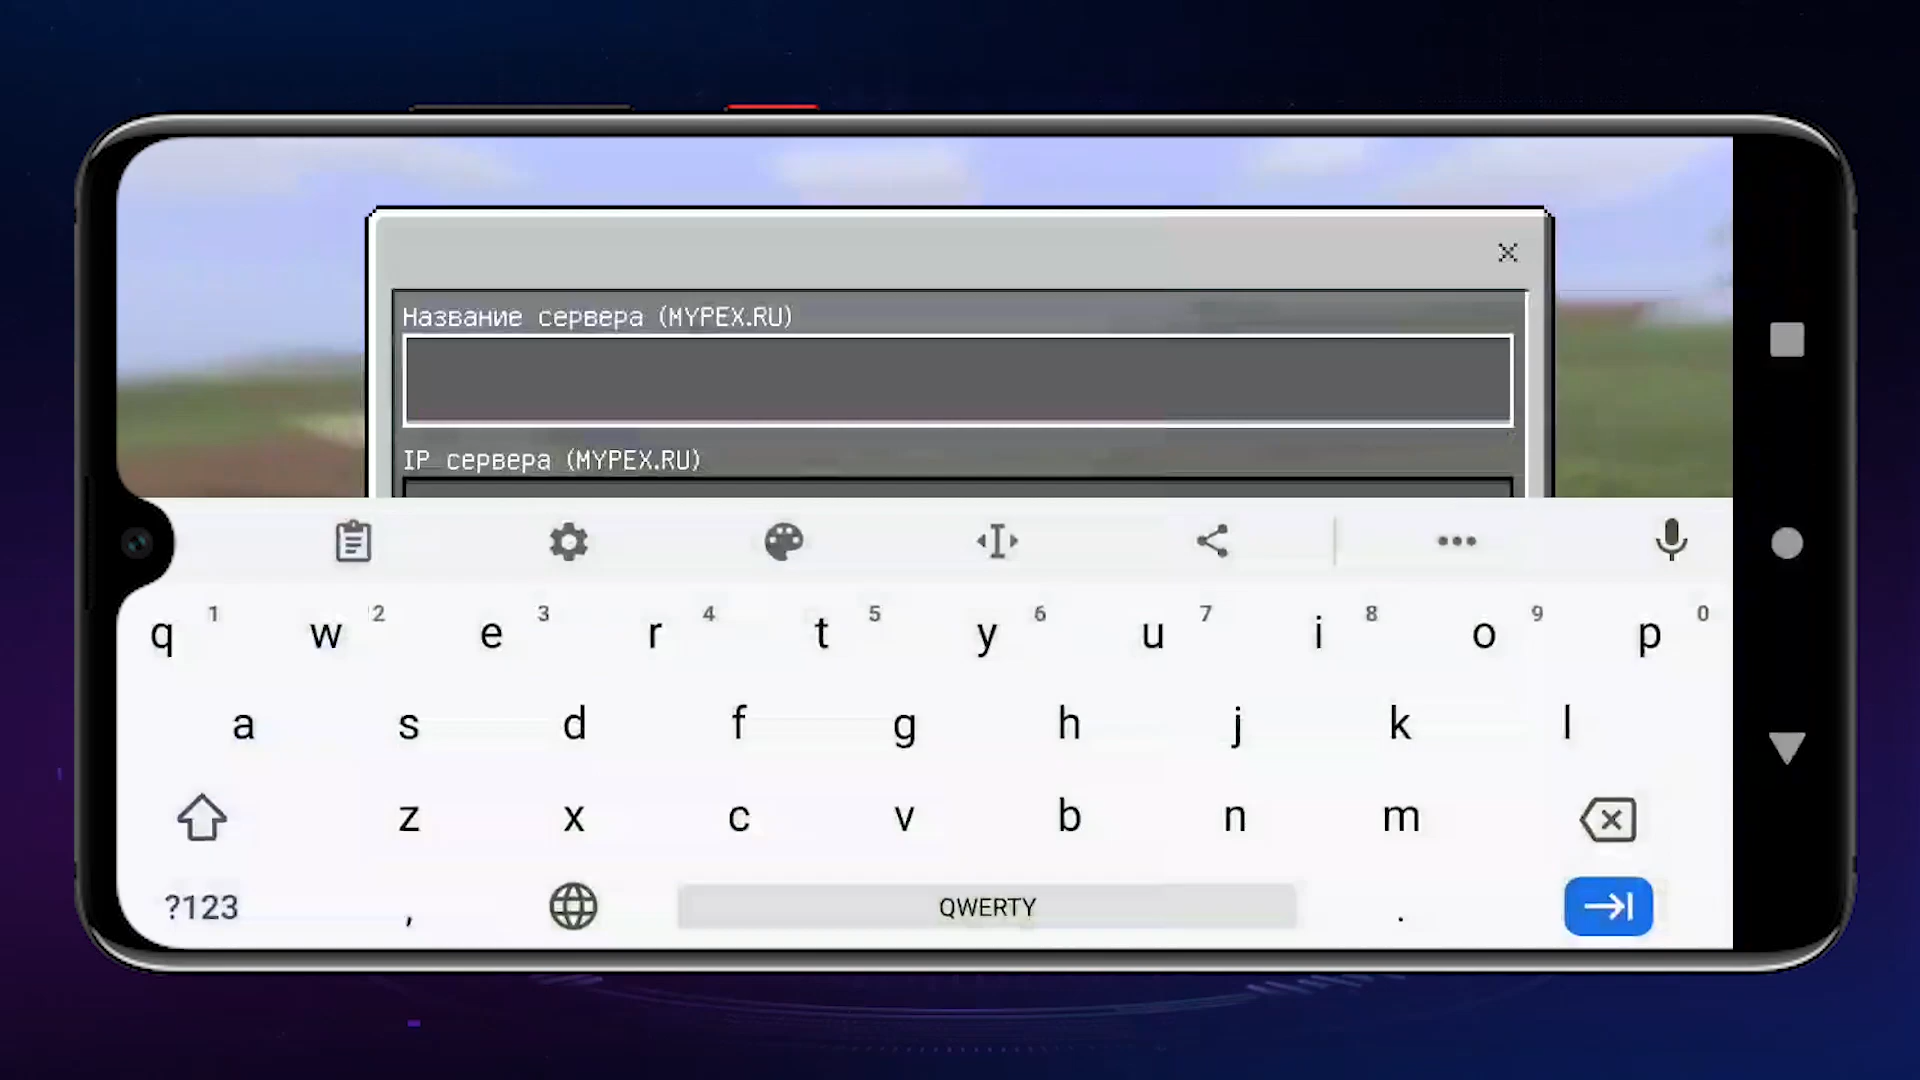 Название сервера (MYPEX.RU)
IP сервера (MYPEX.RU)
q 1 w 2 e 3 r 4 t 5 y 6 u 7 i 8 o 9 p 0
a s d f g h j k l
z x c v b n m
?123 , QWERTY .